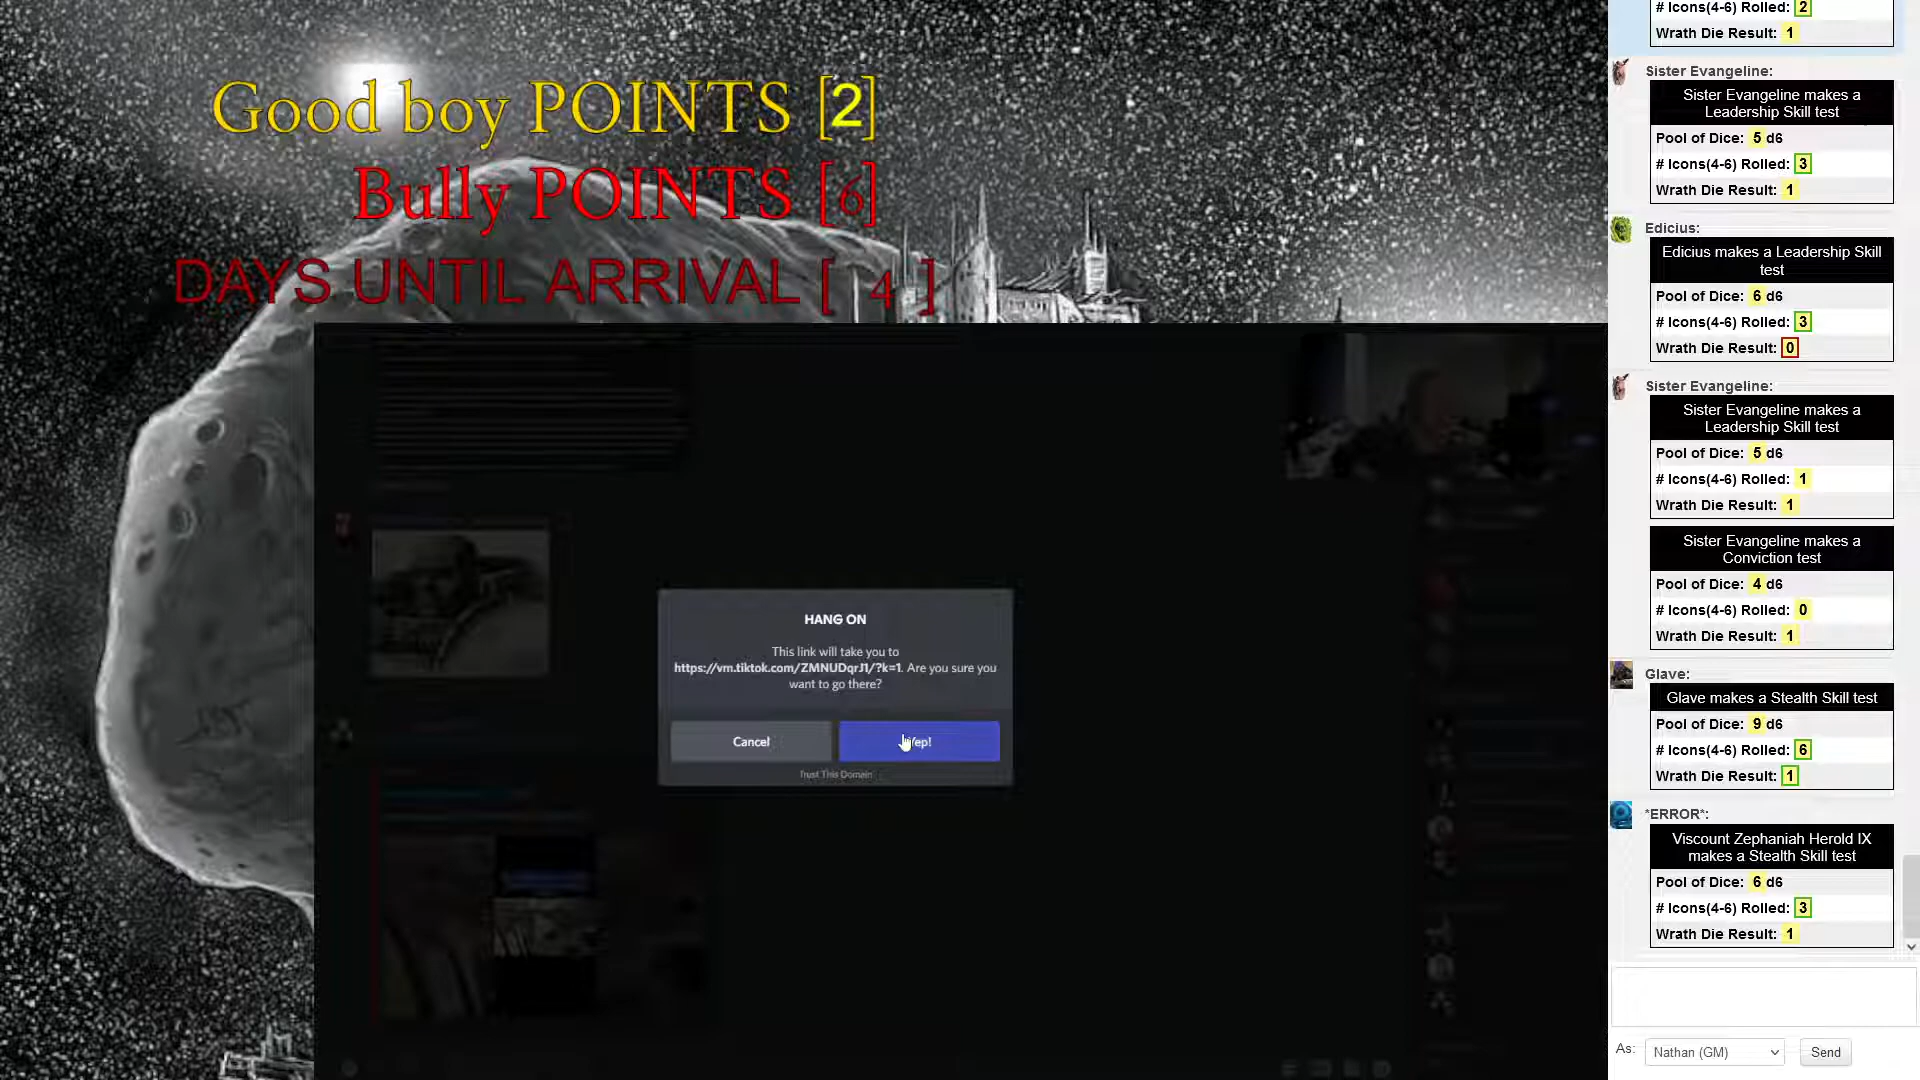 Good boy POINTS [2]
Bully POINTS [6]
DAYS UNTIL ARRIVAL [ 4 ]
HANG ON
This link will take you to
https://vm.tiktok.com/ZMNUDqrJ1/?k=1. Are you sure you
want to go there?
Cancel
Yep!
Trust This Domain
# Icons(4-6) Rolled: 2
Wrath Die Result: 1
Sister Evangeline:
Sister Evangeline makes a
Leadership Skill test
Pool of Dice: 5 d6
# Icons(4-6) Rolled: 3
Wrath Die Result: 1
Edicius:
Edicius makes a Leadership Skill
test
Pool of Dice: 6 d6
# Icons(4-6) Rolled: 3
Wrath Die Result: 0
Sister Evangeline:
Sister Evangeline makes a
Leadership Skill test
Pool of Dice: 5 d6
# Icons(4-6) Rolled: 1
Wrath Die Result: 1
Sister Evangeline makes a
Conviction test
Pool of Dice: 4 d6
# Icons(4-6) Rolled: 0
Wrath Die Result: 1
Glave:
Glave makes a Stealth Skill test
Pool of Dice: 9 d6
# Icons(4-6) Rolled: 6
Wrath Die Result: 1
*ERROR*:
Viscount Zephaniah Herold IX
makes a Stealth Skill test
Pool of Dice: 6 d6
# Icons(4-6) Rolled: 3
Wrath Die Result: 1
As: Nathan (GM) Send